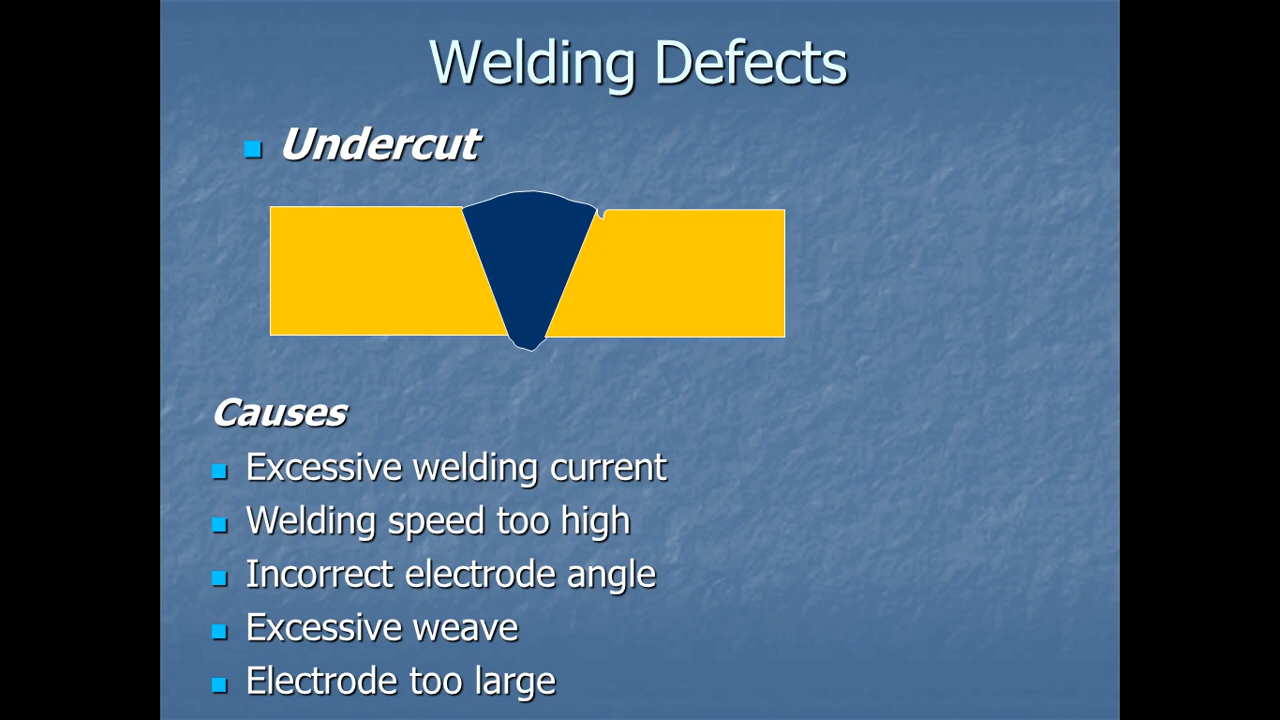 Welding Defects
Undercut
Causes
Excessive welding current
Welding speed too high
Incorrect electrode angle
Excessive weave
Electrode too large